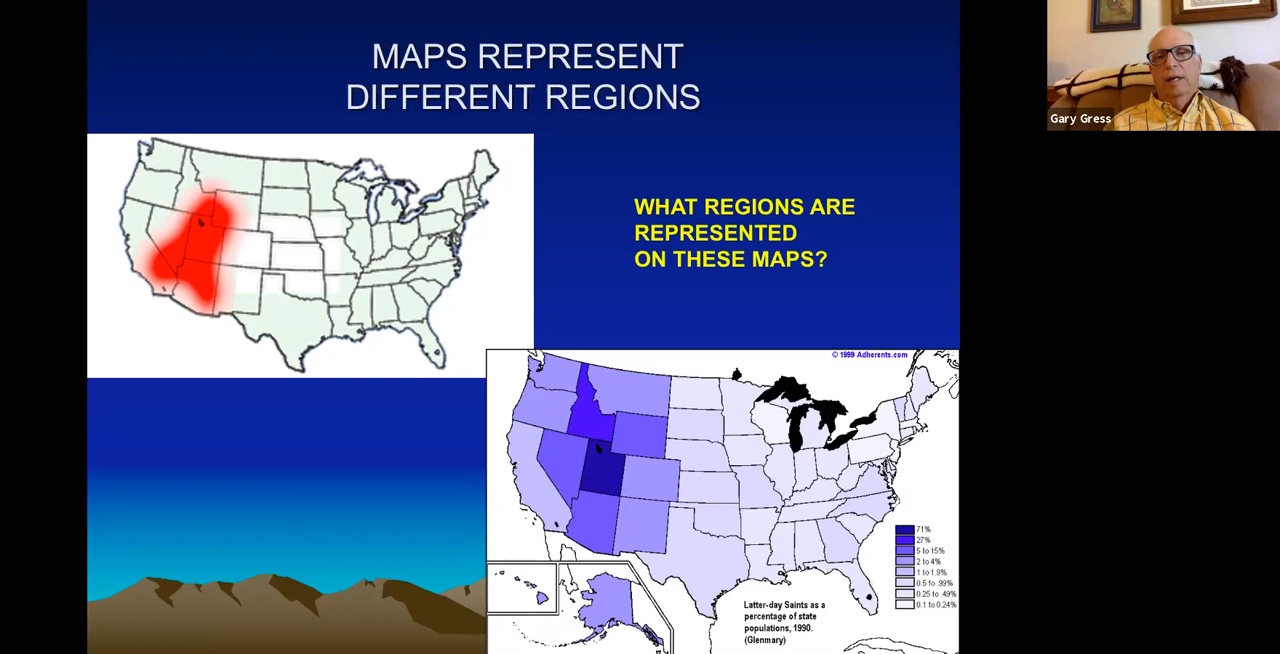 MAPS REPRESENT
DIFFERENT REGIONS
Gary Gress
WHAT REGIONS ARE
REPRESENTED
ON THESE MAPS?
© 1999 Adherents.com
71%
27%
5 to 15%
2 to 4%
1 to 1.9%
0.5 to .99%
0.25 to .49%
0.1 to 0.24%
Latter-day Saints as a
percentage of state
populations, 1990.
(Glenmary)